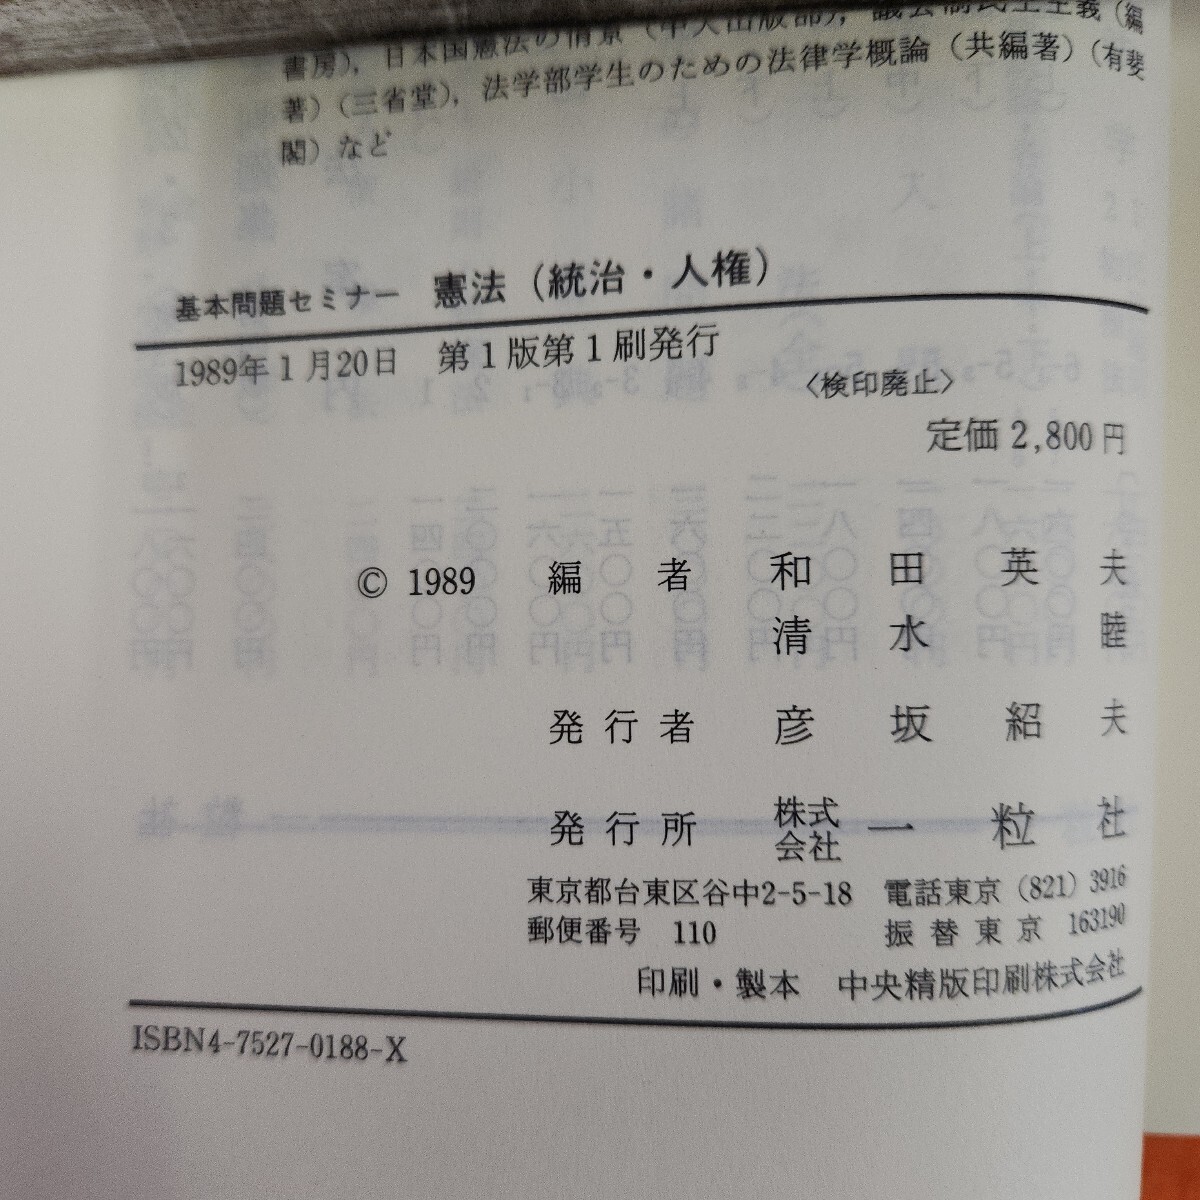 書房),日本国憲法の情景(中央出版部),議会制民主主義(編
著)(三省堂),法学部学生のための法律学概論(共編著)(有斐
閣)など
基本問題セミナー 憲法(統治・人権)
1989年1月20日 第1版第1刷発行
〈検印廃止〉
定価2,800円
© 1989 編者 和田英夫
清水睦
発行者 彦坂紹夫
発行所 株式会社 一粒社
東京都台東区谷中2-5-18 電話東京(821)3916
郵便番号 110 振替東京 163190
印刷・製本 中央精版印刷株式会社
ISBN4-7527-0188-X